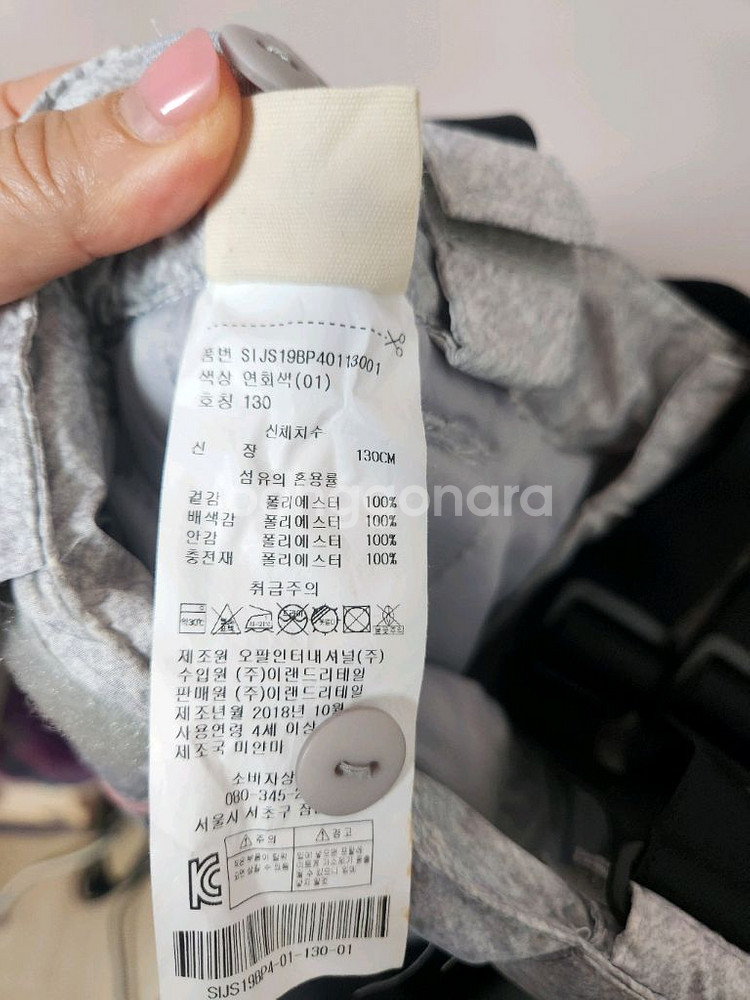 품번 SIJS19BP40113001
색상 연회색(01)
호칭 130
신체치수
신 장 130CM
섬유의 혼용률
겉감 폴리에스터 100%
배색감 폴리에스터 100%
안감 폴리에스터 100%
충전재 폴리에스터 100%
취급주의
약30℃
제조원 오팔인터내셔널(주)
수입원 (주)이랜드리테일
판매원 (주)이랜드리테일
제조년월 2018년 10월
사용연령 4세 이상
제조국 미얀마
소비자상
080-345-2
서울시 서초구
주의 경고
SIJS19BP4-01-130-01